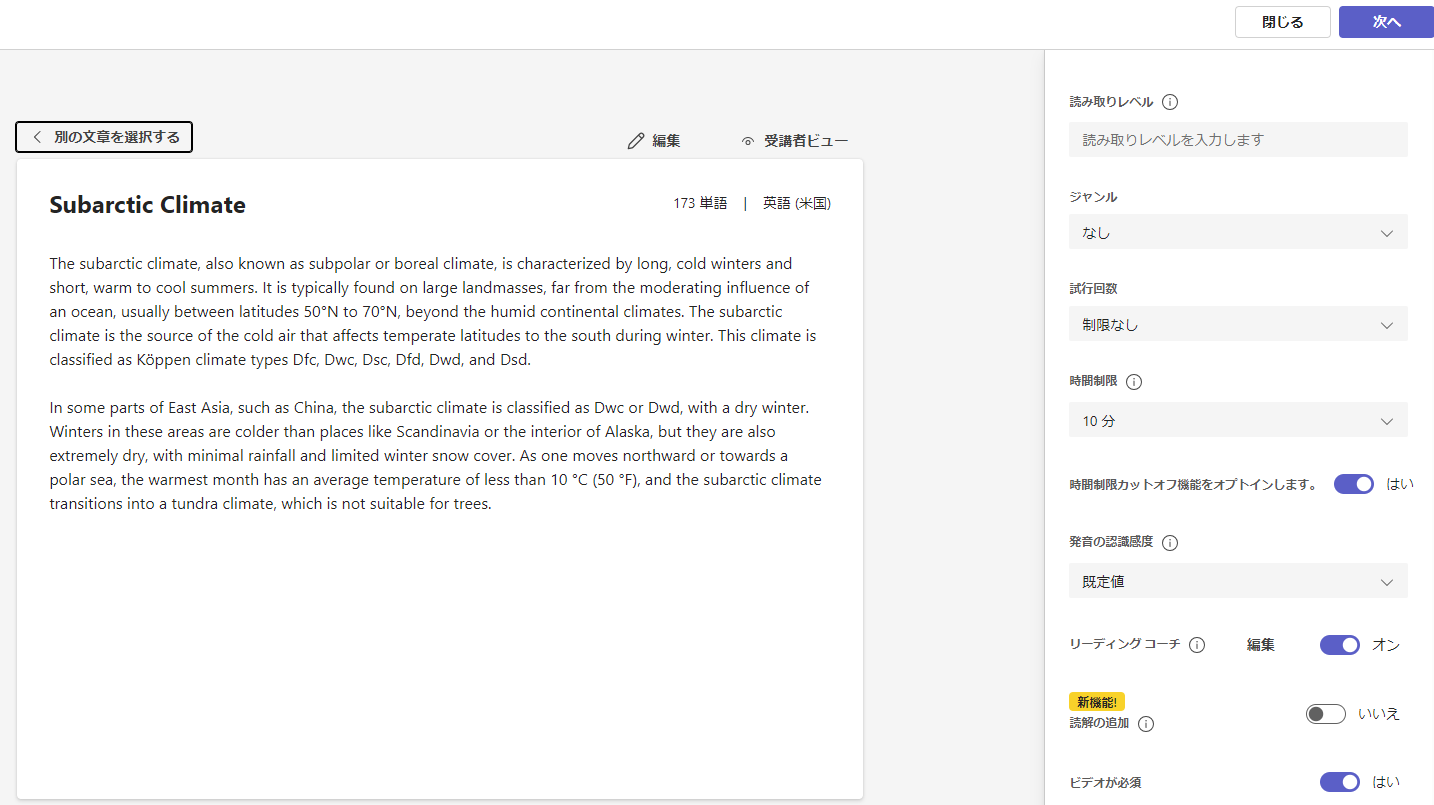 閉じる
次へ
別の文章を選択する
編集
受講者ビュー
Subarctic Climate
173 単語 | 英語 (米国)
The subarctic climate, also known as subpolar or boreal climate, is characterized by long, cold winters and
short, warm to cool summers. It is typically found on large landmasses, far from the moderating influence of
an ocean, usually between latitudes 50°N to 70°N, beyond the humid continental climates. The subarctic
climate is the source of the cold air that affects temperate latitudes to the south during winter. This climate is
classified as Köppen climate types Dfc, Dwc, Dsc, Dfd, Dwd, and Dsd.
In some parts of East Asia, such as China, the subarctic climate is classified as Dwc or Dwd, with a dry winter.
Winters in these areas are colder than places like Scandinavia or the interior of Alaska, but they are also
extremely dry, with minimal rainfall and limited winter snow cover. As one moves northward or towards a
polar sea, the warmest month has an average temperature of less than 10 °C (50 °F), and the subarctic climate
transitions into a tundra climate, which is not suitable for trees.
読み取りレベル
読み取りレベルを入力します
ジャンル
なし
試行回数
制限なし
時間制限
10 分
時間制限カットオフ機能をオプトインします。 はい
発音の認識感度
既定値
リーディング コーチ 編集 オン
新機能!
読解の追加 いいえ
ビデオが必須 はい